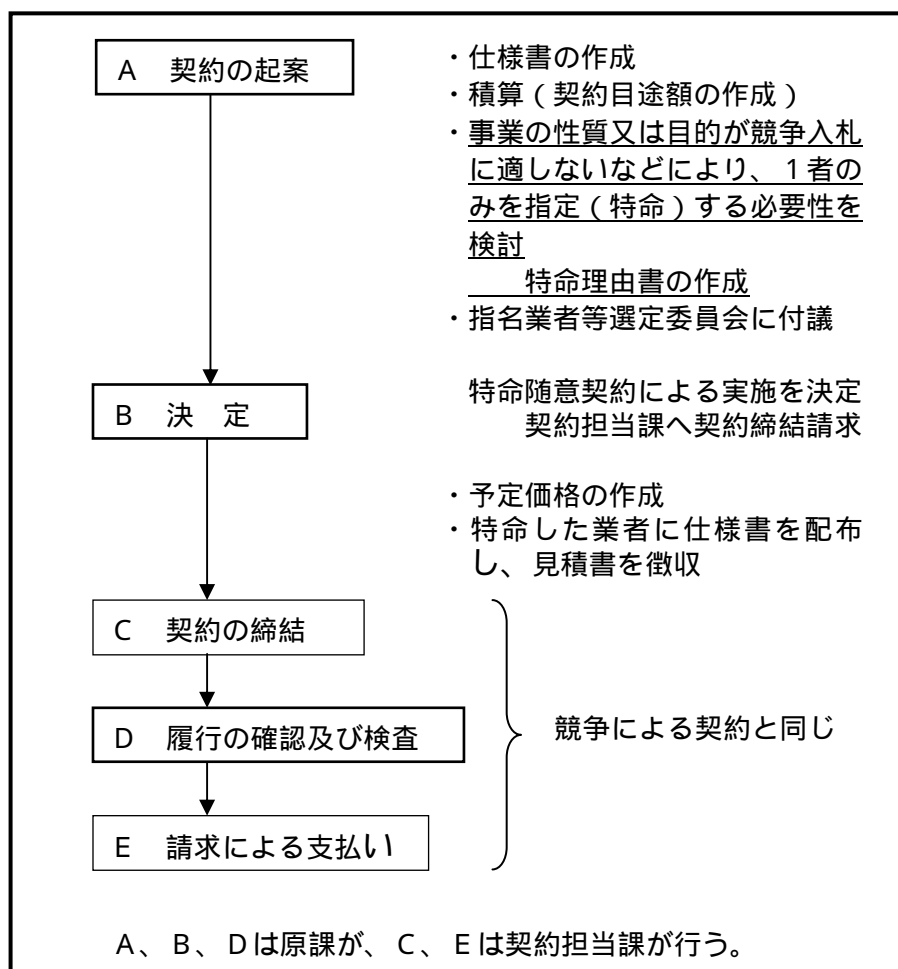 A 契約の起案
・仕様書の作成
・積算（契約目途額の作成）
・事業の性質又は目的が競争入札
に適しないなどにより、１者の
みを指定（特命）する必要性を
検討
特命理由書の作成
・指名業者等選定委員会に付議
B 決 定
特命随意契約による実施を決定
契約担当課へ契約締結請求
・予定価格の作成
・特命した業者に仕様書を配布
し、見積書を徴収
C 契約の締結
D 履行の確認及び検査
E 請求による支払い
競争による契約と同じ
A、B、Dは原課が、C、Eは契約担当課が行う。